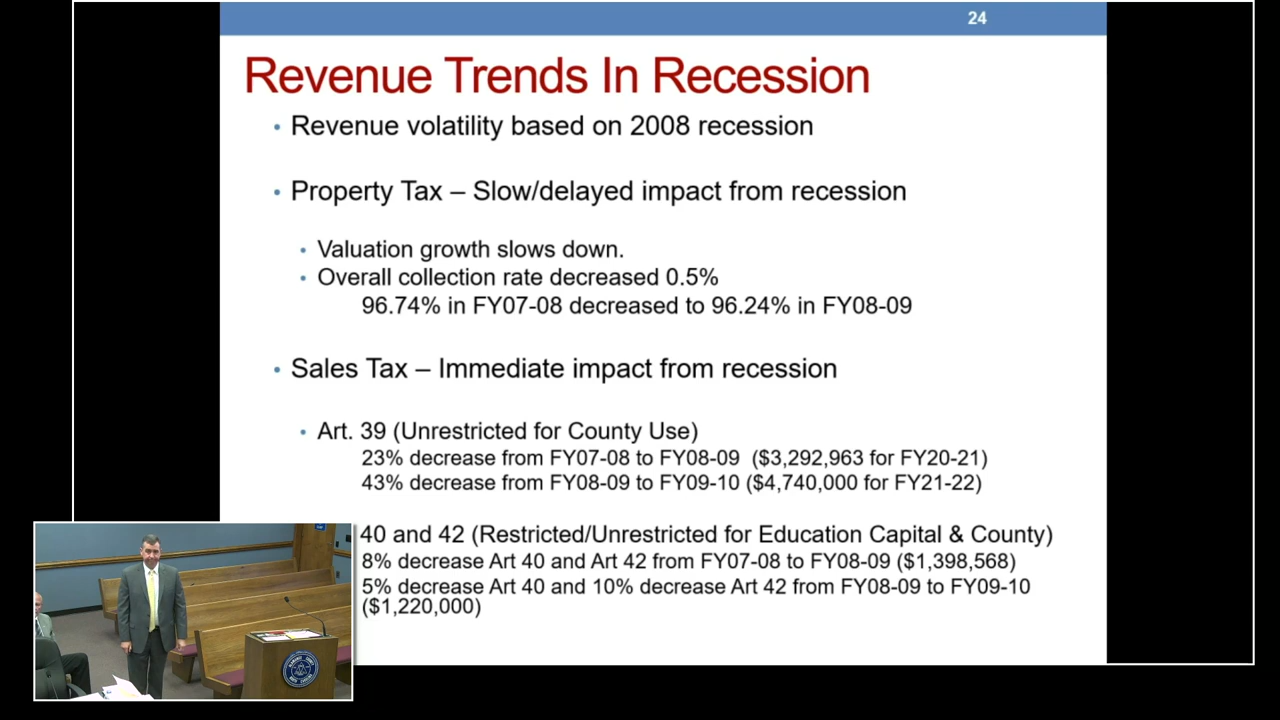 24
Revenue Trends In Recession
• Revenue volatility based on 2008 recession
• Property Tax – Slow/delayed impact from recession
• Valuation growth slows down.
• Overall collection rate decreased 0.5%
96.74% in FY07-08 decreased to 96.24% in FY08-09
• Sales Tax – Immediate impact from recession
• Art. 39 (Unrestricted for County Use)
23% decrease from FY07-08 to FY08-09 ($3,292,963 for FY20-21)
43% decrease from FY08-09 to FY09-10 ($4,740,000 for FY21-22)
40 and 42 (Restricted/Unrestricted for Education Capital & County)
8% decrease Art 40 and Art 42 from FY07-08 to FY08-09 ($1,398,568)
5% decrease Art 40 and 10% decrease Art 42 from FY08-09 to FY09-10
($1,220,000)